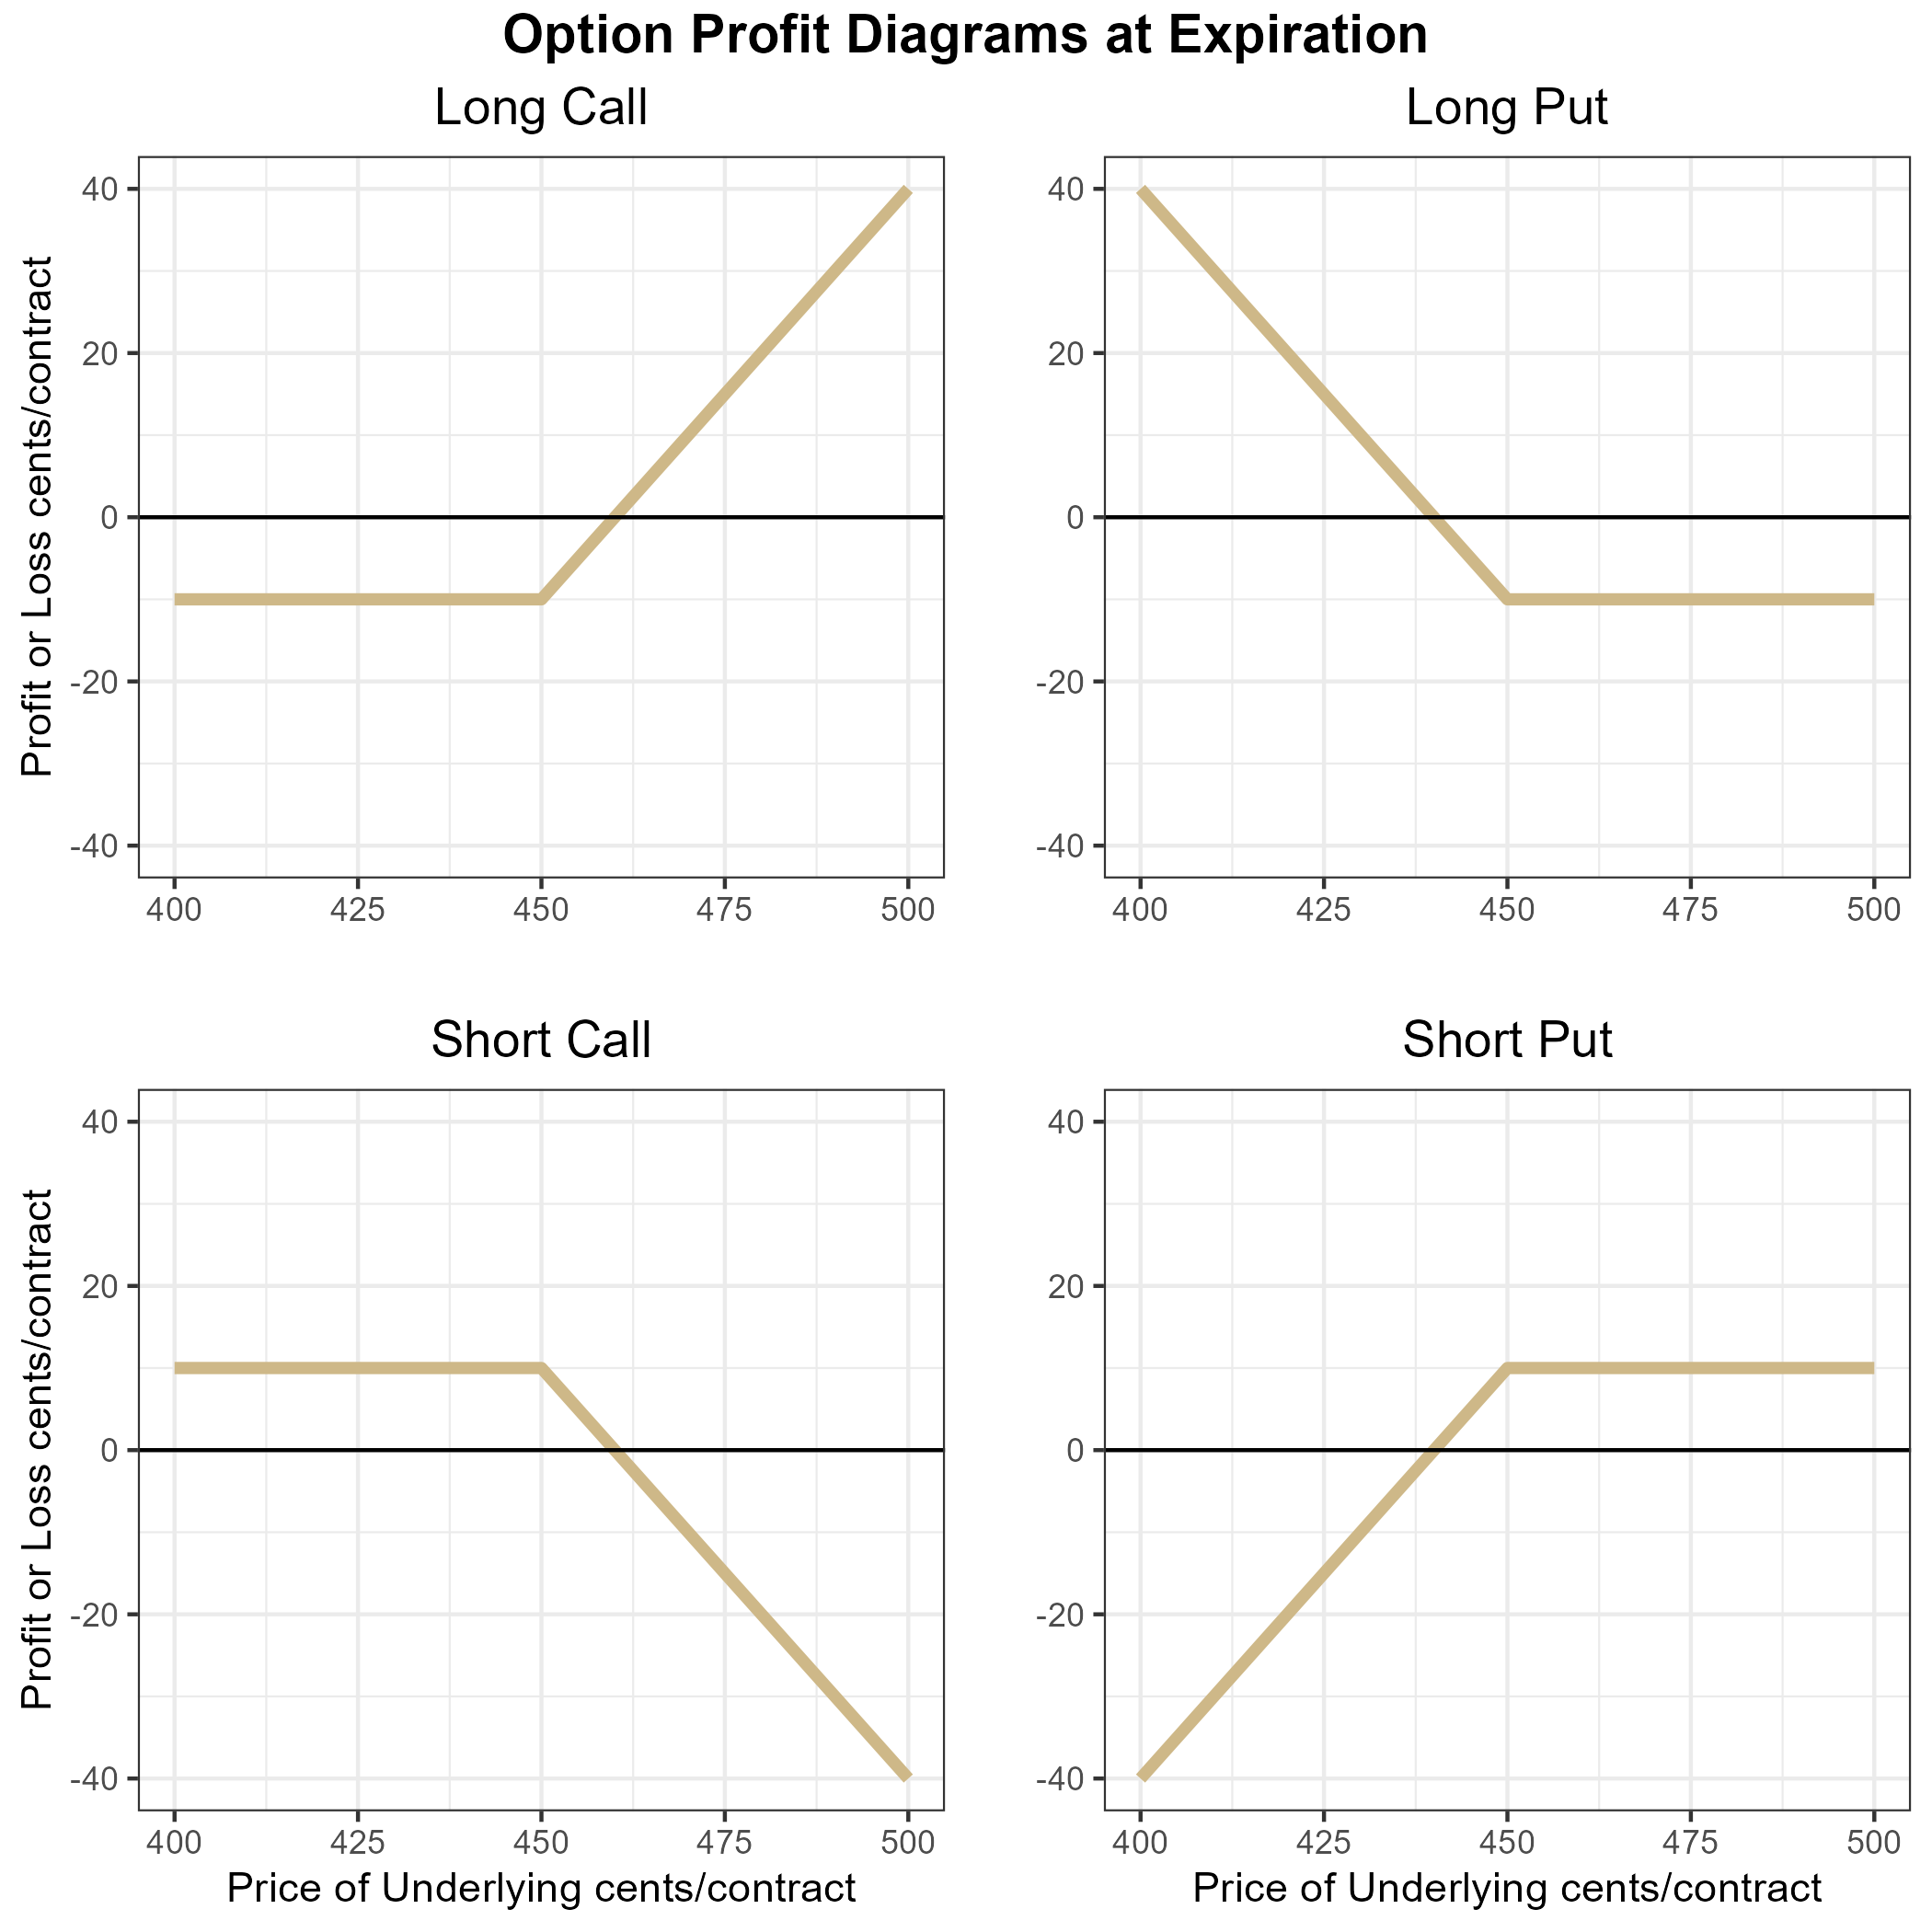 Option Profit Diagrams at Expiration
Long Call
Profit or Loss cents/contract
40
20
0
-20
-40
400 425 450 475 500
Long Put
40
20
0
-20
-40
400 425 450 475 500
Short Call
Profit or Loss cents/contract
40
20
0
-20
-40
400 425 450 475 500
Price of Underlying cents/contract
Short Put
40
20
0
-20
-40
400 425 450 475 500
Price of Underlying cents/contract